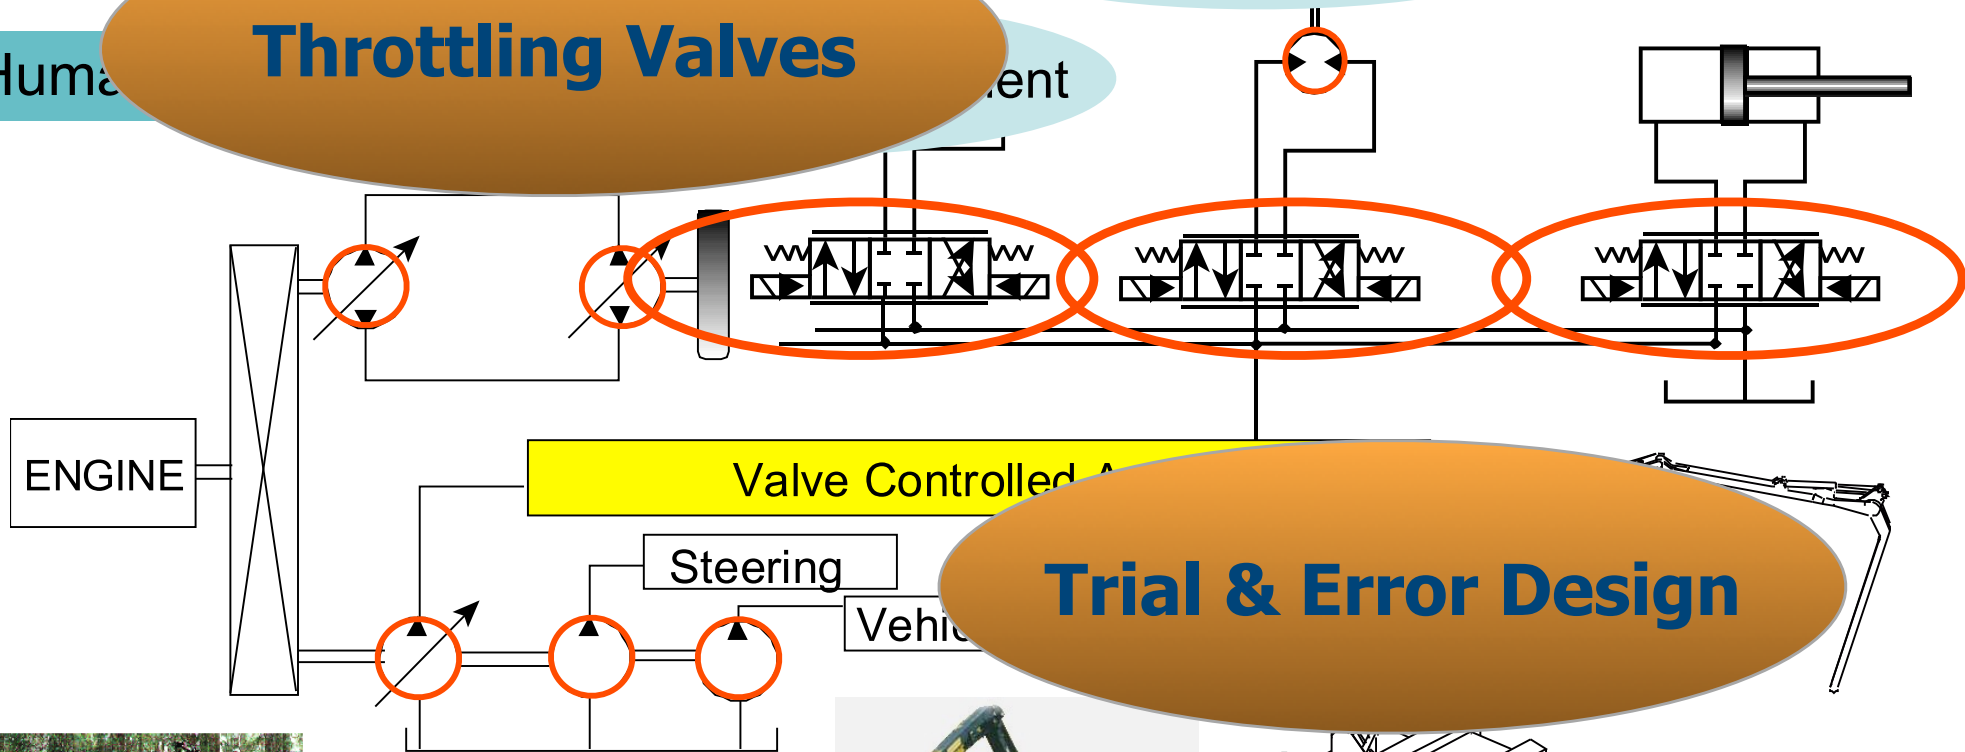 Throttling Valves
ENGINE
Valve Controlled
Steering
Trial & Error Design